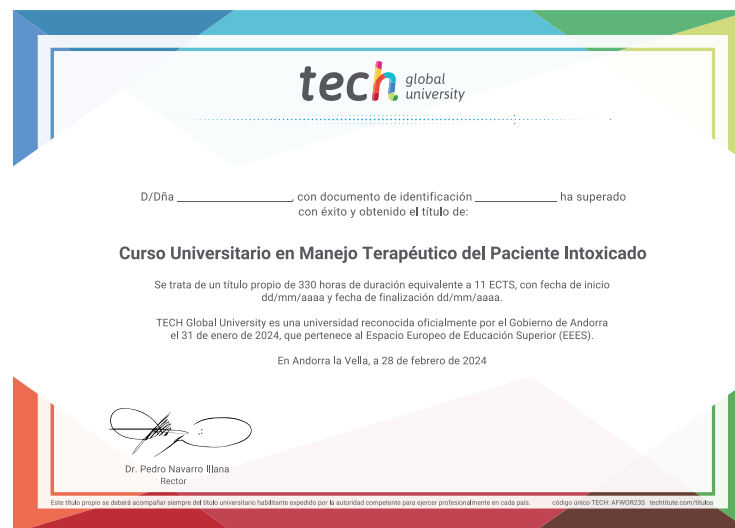 tech global university
D/Dña ________________, con documento de identificación ____________ ha superado
con éxito y obtenido el título de:
Curso Universitario en Manejo Terapéutico del Paciente Intoxicado
Se trata de un título propio de 330 horas de duración equivalente a 11 ECTS, con fecha de inicio
dd/mm/aaaa y fecha de finalización dd/mm/aaaa.
TECH Global University es una universidad reconocida oficialmente por el Gobierno de Andorra
el 31 de enero de 2024, que pertenece al Espacio Europeo de Educación Superior (EEES).
En Andorra la Vella, a 28 de febrero de 2024
Dr. Pedro Navarro Illana
Rector
Este título propio se deberá acompañar siempre del título universitario habilitante expedido por la autoridad competente para ejercer profesionalmente en cada país. código único TECH: AFWOR23S techtitute.com/titulos